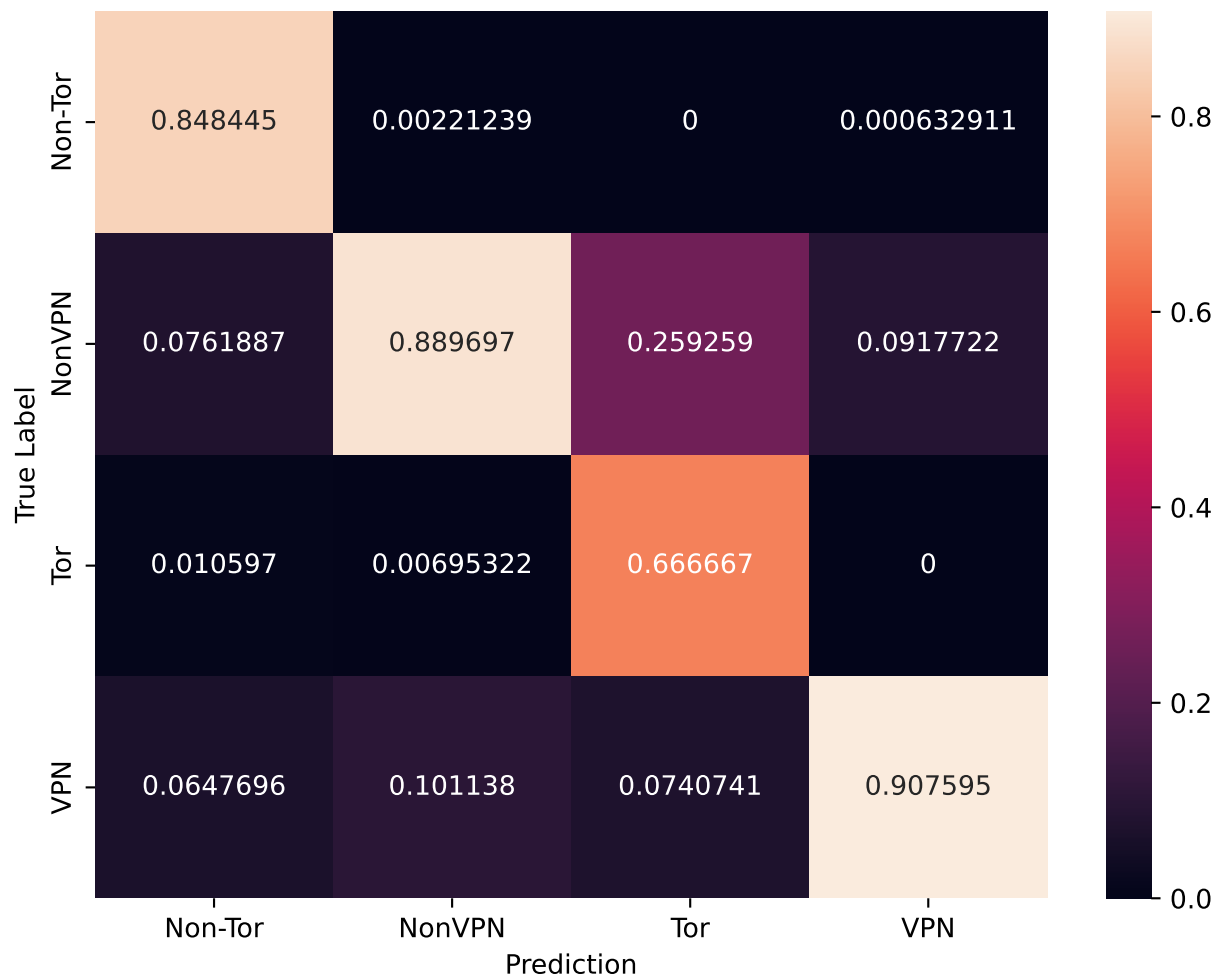 True Label
Non-Tor
0.848445 0.00221239 0 0.000632911
NonVPN
0.0761887 0.889697 0.259259 0.0917722
Tor
0.010597 0.00695322 0.666667 0
VPN
0.0647696 0.101138 0.0740741 0.907595
Non-Tor NonVPN Tor VPN
Prediction
0.8
0.6
0.4
0.2
0.0